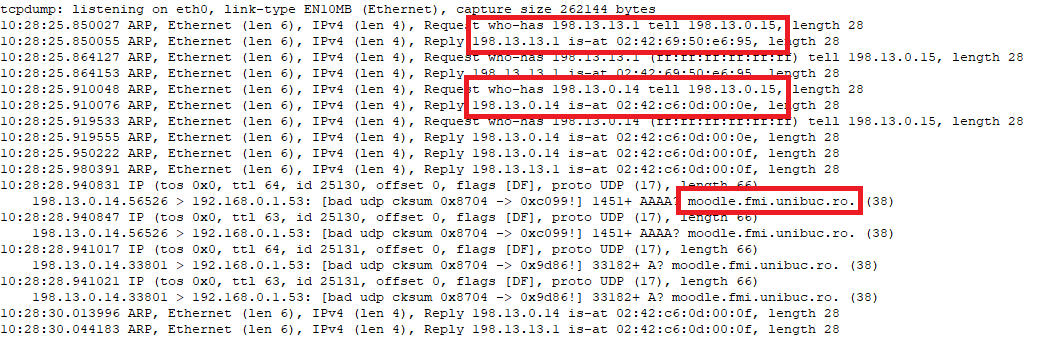 tcpdump: listening on eth0, link-type EN10MB (Ethernet), capture size 262144 bytes
10:28:25.850027 ARP, Ethernet (len 6), IPv4 (len 4), Request who-has 198.13.13.1 tell 198.13.0.15, length 28
10:28:25.850055 ARP, Ethernet (len 6), IPv4 (len 4), Reply 198.13.13.1 is-at 02:42:69:50:e6:95, length 28
10:28:25.864127 ARP, Ethernet (len 6), IPv4 (len 4), Request who-has 198.13.13.1 (ff:ff:ff:ff:ff:ff) tell 198.13.0.15, length 28
10:28:25.864153 ARP, Ethernet (len 6), IPv4 (len 4), Reply 198.13.13.1 is-at 02:42:69:50:e6:95, length 28
10:28:25.910048 ARP, Ethernet (len 6), IPv4 (len 4), Request who-has 198.13.0.14 tell 198.13.0.15, length 28
10:28:25.910076 ARP, Ethernet (len 6), IPv4 (len 4), Reply 198.13.0.14 is-at 02:42:c6:0d:00:0e, length 28
10:28:25.919533 ARP, Ethernet (len 6), IPv4 (len 4), Request who-has 198.13.0.14 (ff:ff:ff:ff:ff:ff) tell 198.13.0.15, length 28
10:28:25.919555 ARP, Ethernet (len 6), IPv4 (len 4), Reply 198.13.0.14 is-at 02:42:c6:0d:00:0e, length 28
10:28:25.950222 ARP, Ethernet (len 6), IPv4 (len 4), Reply 198.13.0.14 is-at 02:42:c6:0d:00:0f, length 28
10:28:25.980391 ARP, Ethernet (len 6), IPv4 (len 4), Reply 198.13.0.14 is-at 02:42:c6:0d:00:0f, length 28
10:28:28.940831 IP (tos 0x0, ttl 64, id 25130, offset 0, flags [DF], proto UDP (17), length 66)
198.13.0.14.56526 > 192.168.0.1.53: [bad udp cksum 0x8704 -> 0xc099!] 1451+ AAAA? moodle.fmi.unibuc.ro. (38)
10:28:28.940847 IP (tos 0x0, ttl 63, id 25130, offset 0, flags [DF], proto UDP (17), length 66)
198.13.0.14.56526 > 192.168.0.1.53: [bad udp cksum 0x8704 -> 0xc099!] 1451+ AAAA? moodle.fmi.unibuc.ro. (38)
10:28:28.941017 IP (tos 0x0, ttl 64, id 25131, offset 0, flags [DF], proto UDP (17), length 66)
198.13.0.14.33801 > 192.168.0.1.53: [bad udp cksum 0x8704 -> 0x9d86!] 33182+ A? moodle.fmi.unibuc.ro. (38)
10:28:28.941021 IP (tos 0x0, ttl 63, id 25131, offset 0, flags [DF], proto UDP (17), length 66)
198.13.0.14.33801 > 192.168.0.1.53: [bad udp cksum 0x8704 -> 0x9d86!] 33182+ A? moodle.fmi.unibuc.ro. (38)
10:28:30.013996 ARP, Ethernet (len 6), IPv4 (len 4), Reply 198.13.0.14 is-at 02:42:c6:0d:00:0f, length 28
10:28:30.044183 ARP, Ethernet (len 6), IPv4 (len 4), Reply 198.13.13.1 is-at 02:42:c6:0d:00:0f, length 28